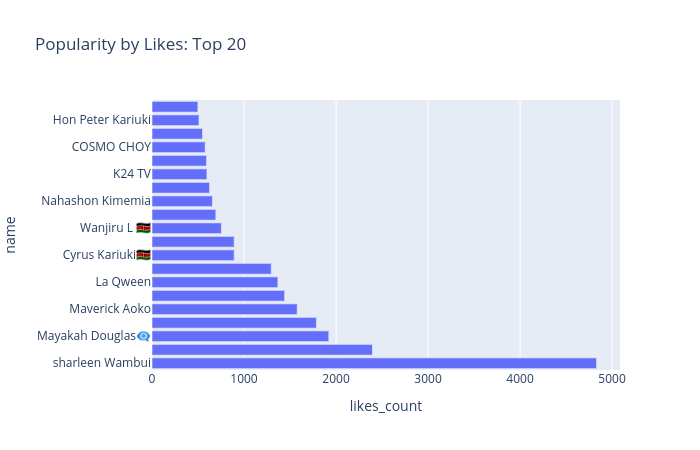 Popularity by Likes: Top 20
Hon Peter Kariuki
COSMO CHOY
K24 TV
Nahashon Kimemia
Wanjiru L 🇰🇪
Cyrus Kariuki🇰🇪
La Qween
Maverick Aoko
Mayakah Douglas👁️‍🗨️
sharleen Wambui
name
0 1000 2000 3000 4000 5000
likes_count